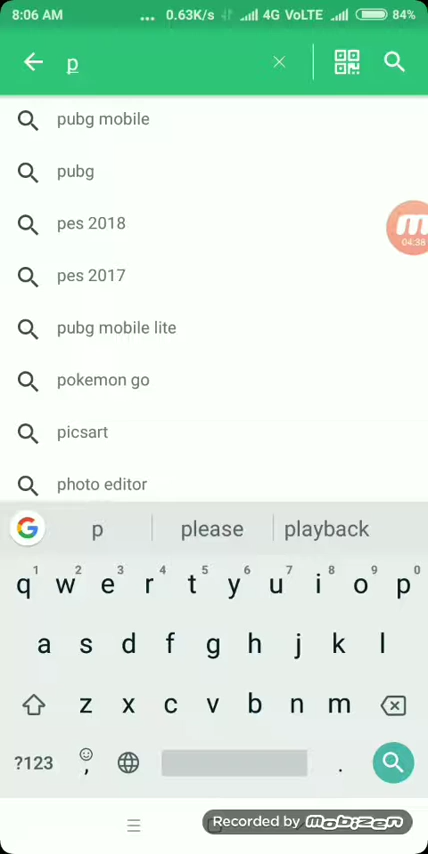 8:06 AM ... 0.63K/s 4G VoLTE 84%
p
pubg mobile
pubg
pes 2018
04:38
pes 2017
pubg mobile lite
pokemon go
picsart
photo editor
p please playback
1 2 3 4 5 6 7 8 9 0
q w e r t y u i o p
a s d f g h j k l
z x c v b n m
?123 , .
Recorded by mobizen